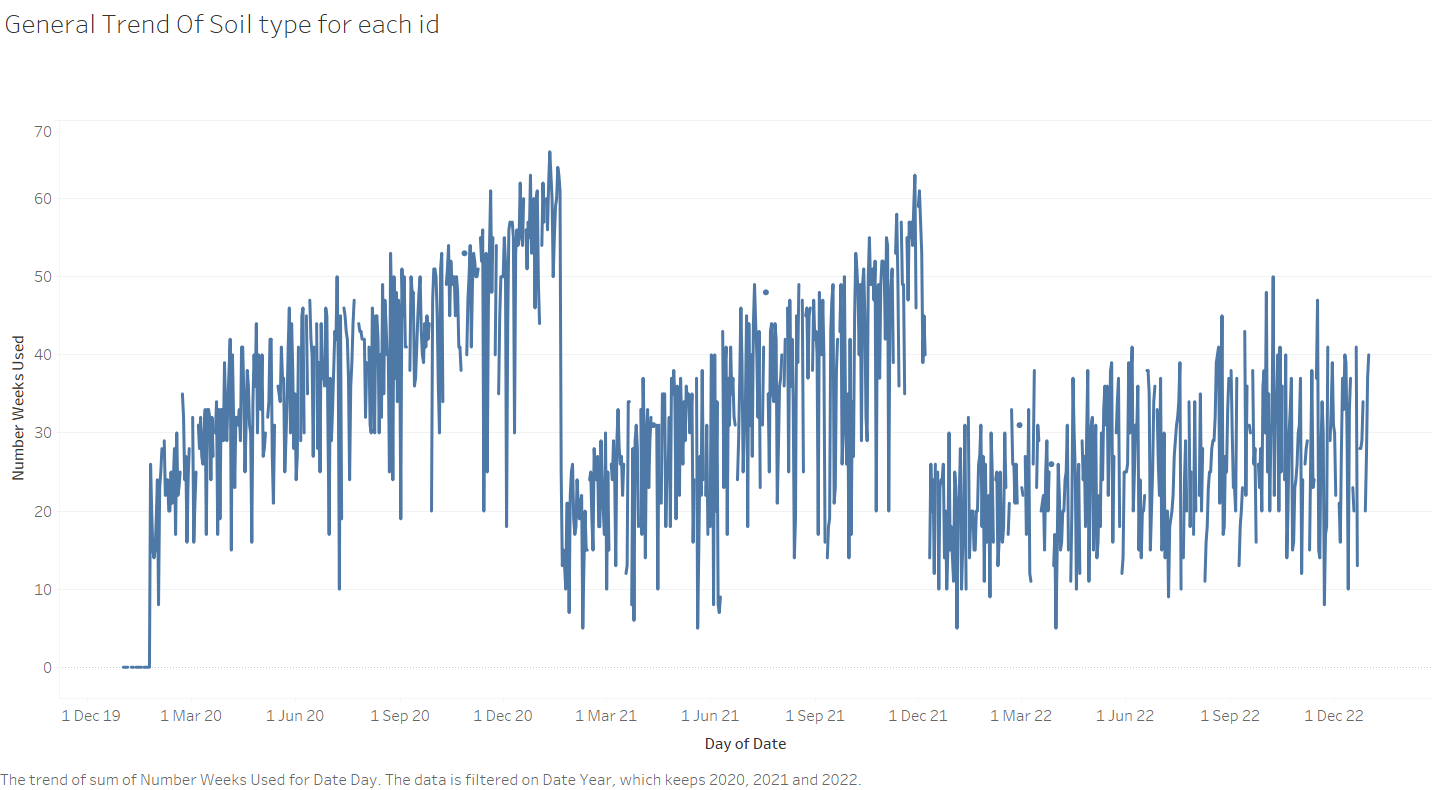 General Trend Of Soil type for each id
70
60
50
40
30
20
10
0
Number Weeks Used
1 Dec 19 1 Mar 20 1 Jun 20 1 Sep 20 1 Dec 20 1 Mar 21 1 Jun 21 1 Sep 21 1 Dec 21 1 Mar 22 1 Jun 22 1 Sep 22 1 Dec 22
Day of Date
The trend of sum of Number Weeks Used for Date Day. The data is filtered on Date Year, which keeps 2020, 2021 and 2022.